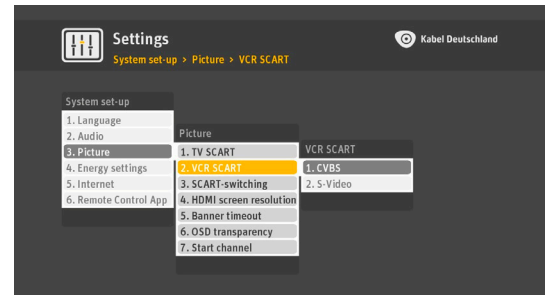 Settings
Kabel Deutschland
System set-up > Picture > VCR SCART
System set-up
1. Language
2. Audio
3. Picture
4. Energy settings
5. Internet
6. Remote Control App
Picture
1. TV SCART
2. VCR SCART
3. SCART-switching
4. HDMI screen resolution
5. Banner timeout
6. OSD transparency
7. Start channel
VCR SCART
1. CVBS
2. S-Video